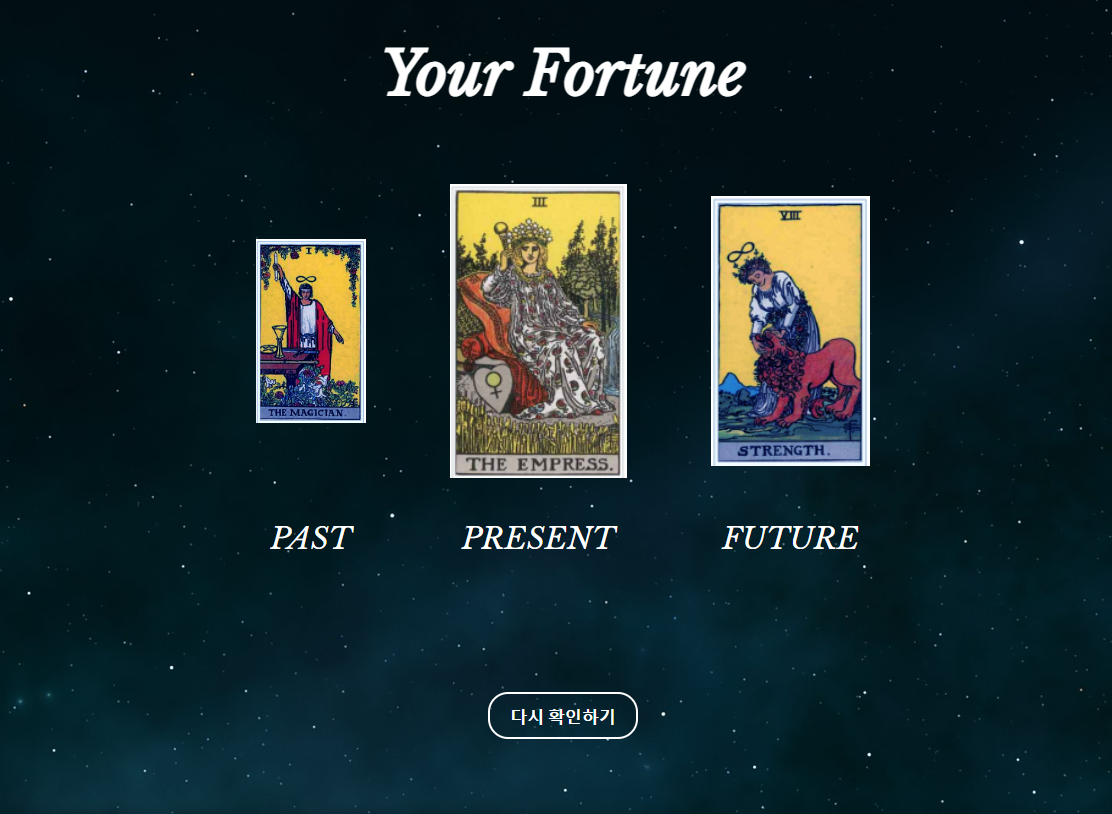 Your Fortune
I
THE MAGICIAN.
III
THE EMPRESS.
VIII
STRENGTH.
PAST
PRESENT
FUTURE
다시 확인하기